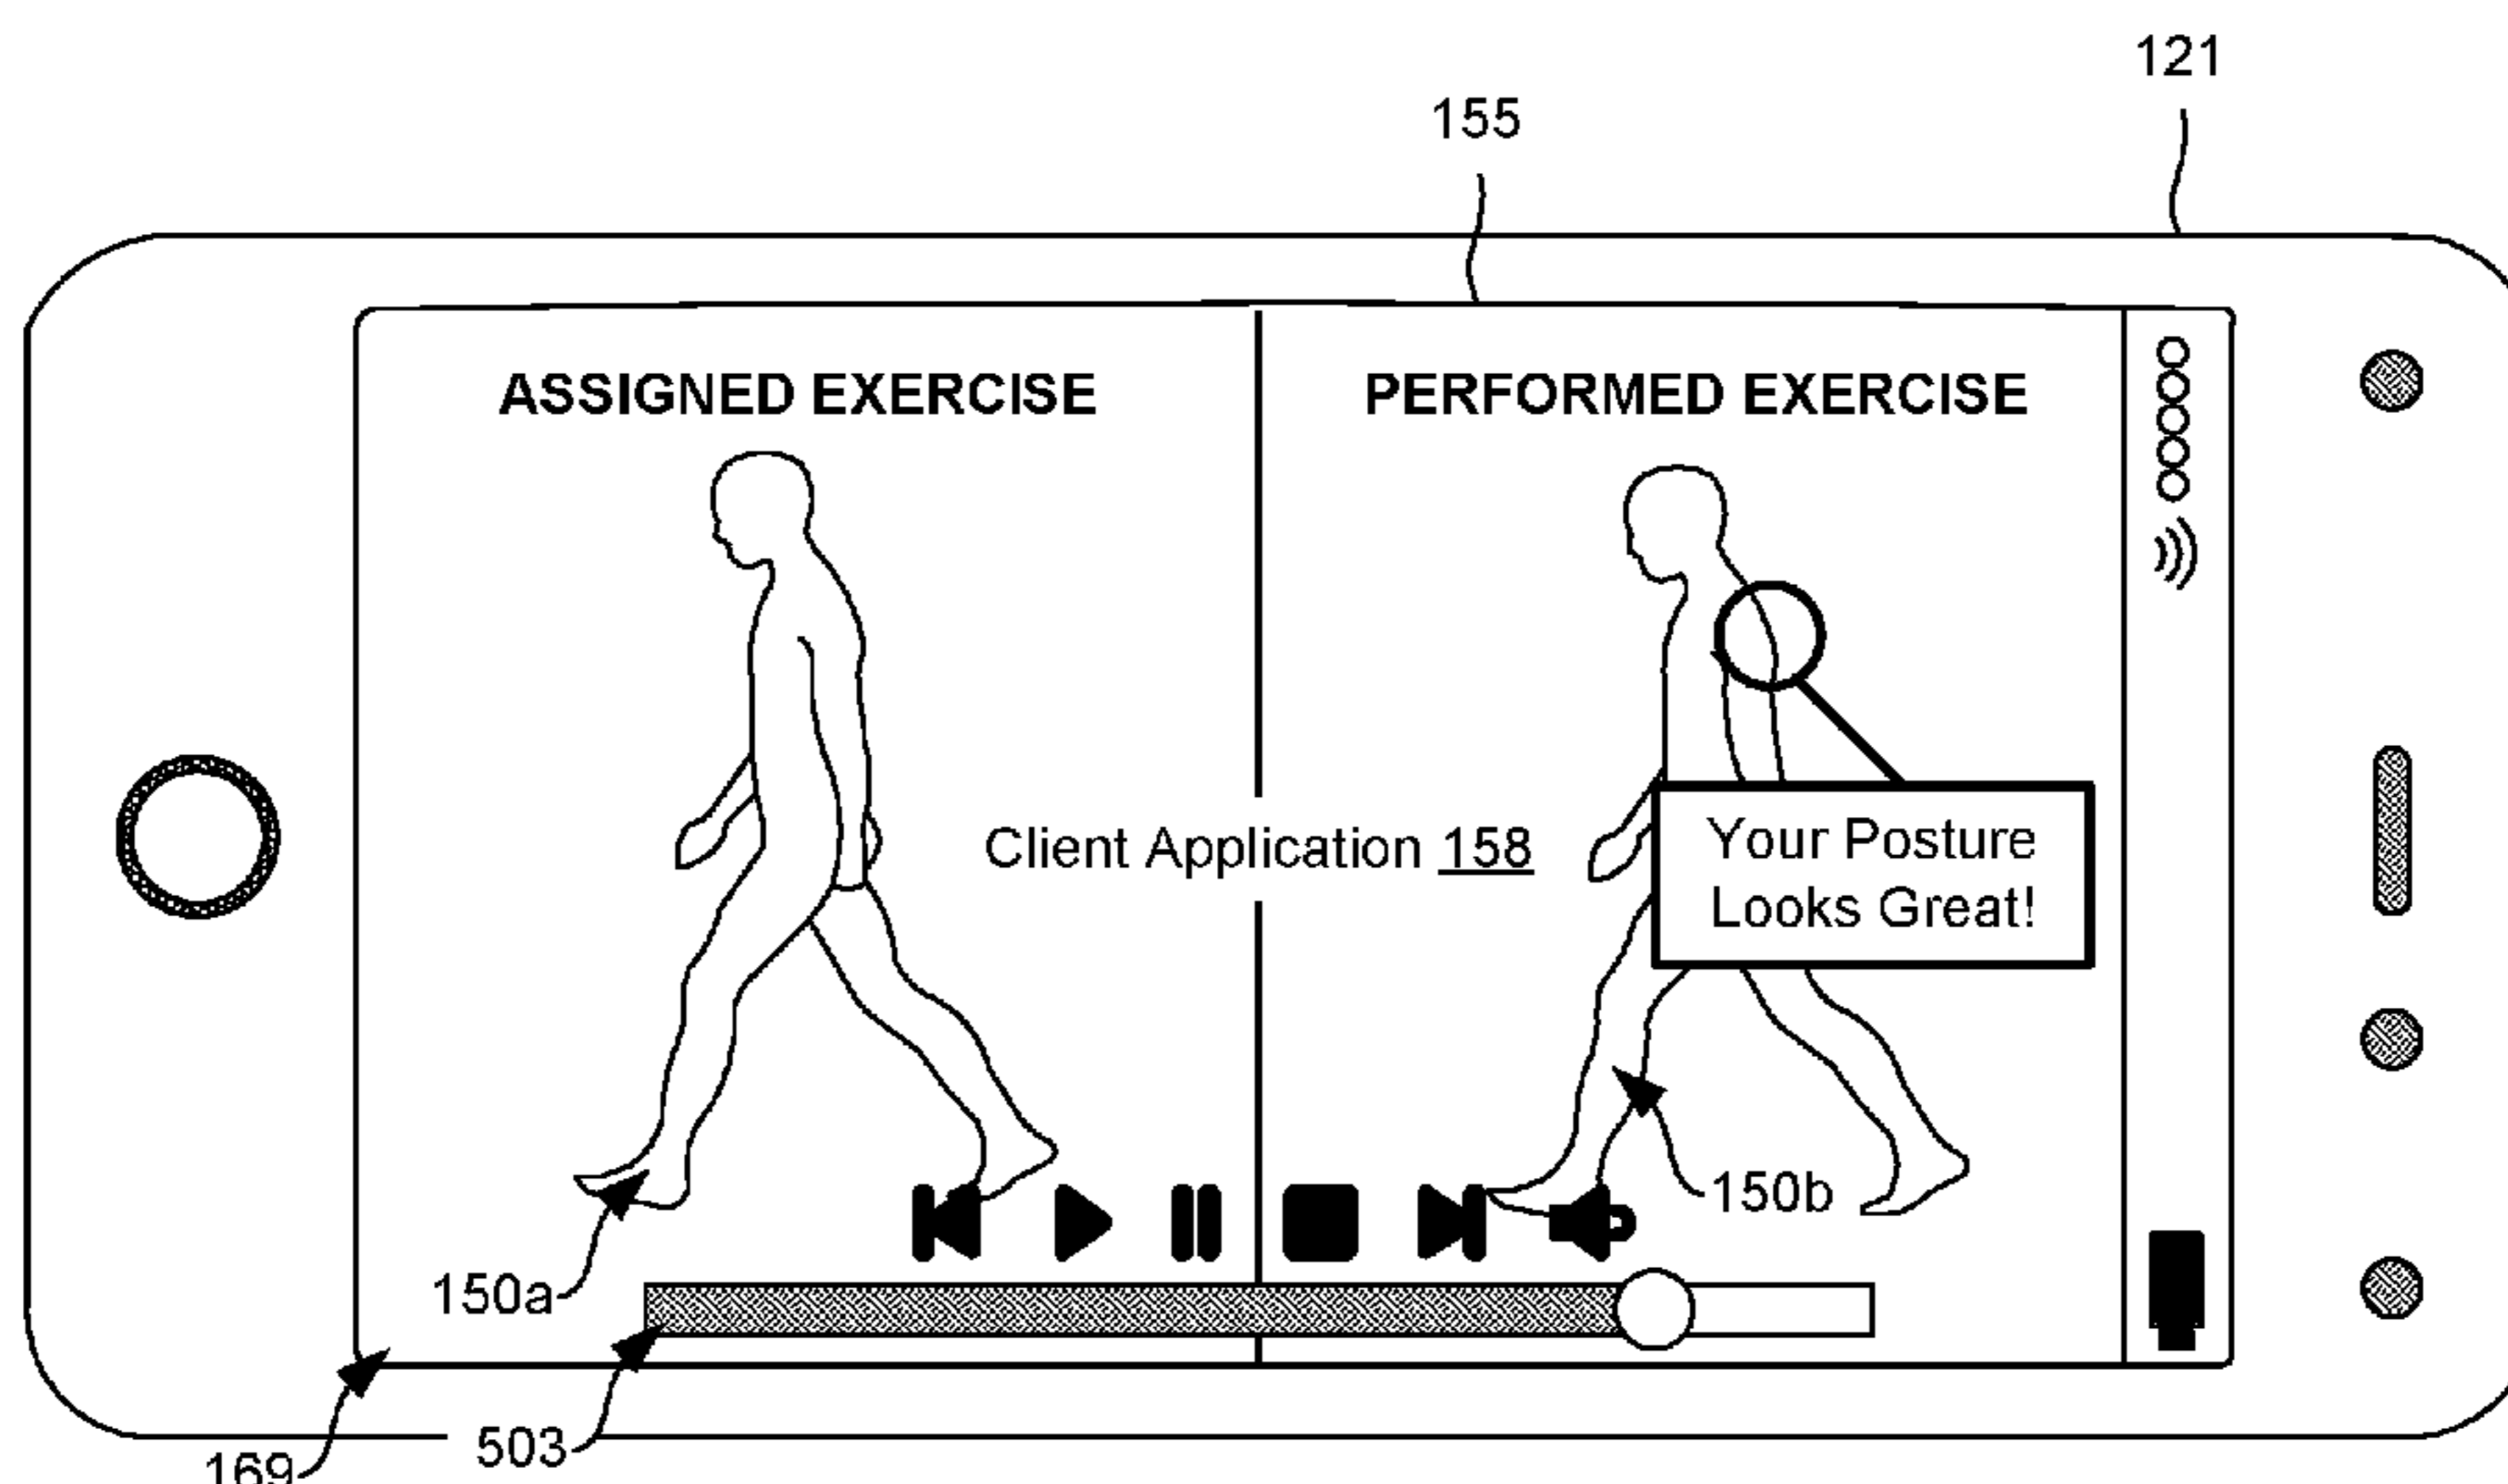 121
155
ASSIGNED EXERCISE
PERFORMED EXERCISE
Client Application 158
Your Posture
Looks Great!
150b
150a
503
169